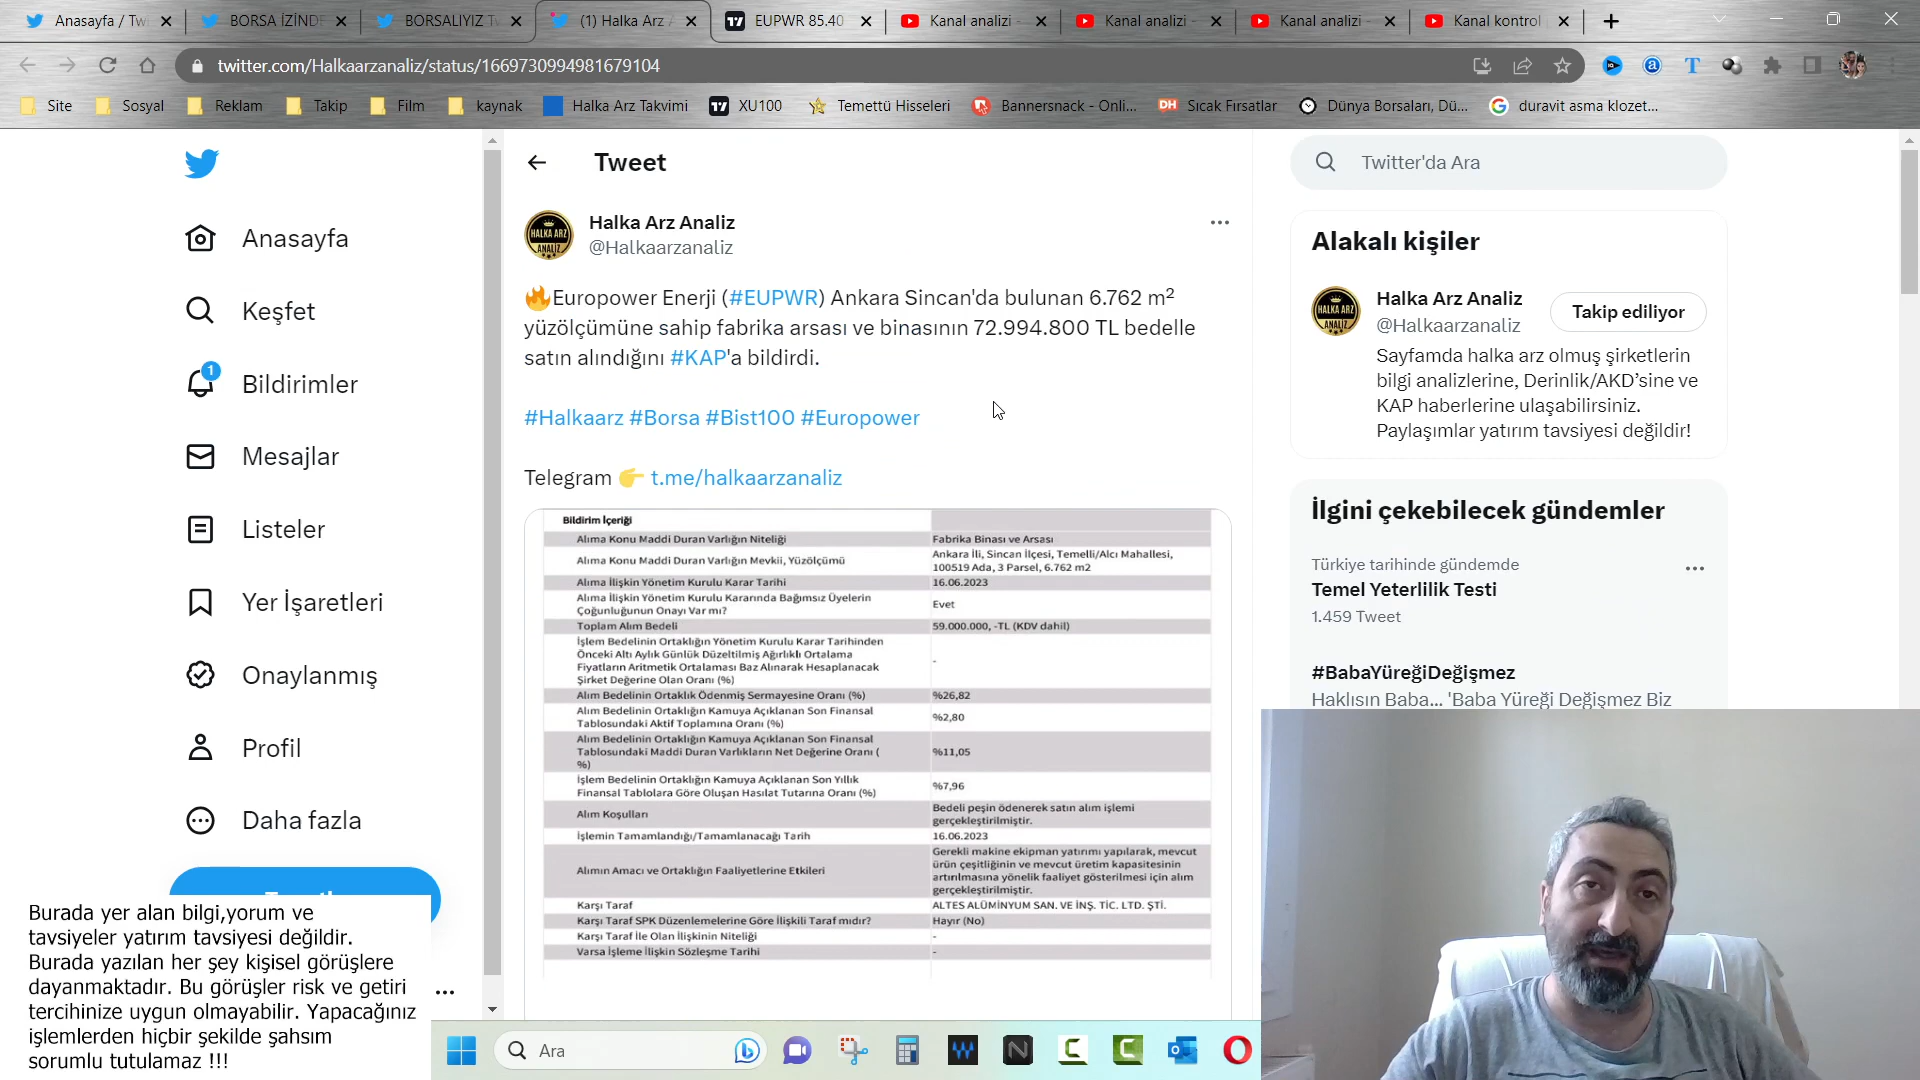 Anasayfa / Twi
BORSA İZİNDE
BORSALIYIZ Tw
(1) Halka Arz A
EUPWR 85.40
Kanal analizi -
Kanal analizi -
Kanal analizi -
Kanal kontrol p
twitter.com/Halkaarzanaliz/status/1669730994981679104
Site
Sosyal
Reklam
Takip
Film
kaynak
Halka Arz Takvimi
XU100
Temettü Hisseleri
Bannersnack - Onli...
DH Sıcak Fırsatlar
Dünya Borsaları, Dü...
duravit asma klozet...
Anasayfa
Keşfet
1
Bildirimler
Mesajlar
Listeler
Yer İşaretleri
Onaylanmış
Profil
Daha fazla
Tweet
HALKA ARZ
ANALİZ
Halka Arz Analiz
@Halkaarzanaliz
🔥Europower Enerji (#EUPWR) Ankara Sincan'da bulunan 6.762 m²
yüzölçümüne sahip fabrika arsası ve binasının 72.994.800 TL bedelle
satın alındığını #KAP'a bildirdi.
#Halkaarz #Borsa #Bist100 #Europower
Telegram 👉 t.me/halkaarzanaliz
Bildirim İçeriği
Alıma Konu Maddi Duran Varlığın Niteliği Fabrika Binası ve Arsası
Alıma Konu Maddi Duran Varlığın Mevkii, Yüzölçümü Ankara İli, Sincan İlçesi, Temelli/Alcı Mahallesi,
100519 Ada, 3 Parsel, 6.762 m2
Alıma İlişkin Yönetim Kurulu Karar Tarihi 16.06.2023
Alıma İlişkin Yönetim Kurulu Kararında Bağımsız Üyelerin
Çoğunluğunun Onayı Var mı? Evet
Toplam Alım Bedeli 59.000.000, -TL (KDV dahil)
İşlem Bedelinin Ortaklığın Yönetim Kurulu Karar Tarihinden
Önceki Altı Aylık Günlük Düzeltilmiş Ağırlıklı Ortalama
Fiyatların Aritmetik Ortalaması Baz Alınarak Hesaplanacak
Şirket Değerine Olan Oranı (%) -
Alım Bedelinin Ortaklık Ödenmiş Sermayesine Oranı (%) %26,82
Alım Bedelinin Ortaklığın Kamuya Açıklanan Son Finansal
Tablosundaki Aktif Toplamına Oranı (%) %2,80
Alım Bedelinin Ortaklığın Kamuya Açıklanan Son Finansal
Tablosundaki Maddi Duran Varlıkların Net Değerine Oranı (
%) %11,05
İşlem Bedelinin Ortaklığın Kamuya Açıklanan Son Yıllık
Finansal Tablolara Göre Oluşan Hasılat Tutarına Oranı (%) %7,96
Alım Koşulları Bedeli peşin ödenerek satın alım işlemi
gerçekleştirilmiştir.
İşlemin Tamamlandığı/Tamamlanacağı Tarih 16.06.2023
Alımın Amacı ve Ortaklığın Faaliyetlerine Etkileri Gerekli makine ekipman yatırımı yapılarak, mevcut
ürün çeşitliğinin ve mevcut üretim kapasitesinin
artırılmasına yönelik faaliyet gösterilmesi için alım
gerçekleştirilmiştir.
Karşı Taraf ALTES ALÜMİNYUM SAN. VE İNŞ. TİC. LTD. ŞTİ.
Karşı Taraf SPK Düzenlemelerine Göre İlişkili Taraf mıdır? Hayır (No)
Karşı Taraf İle Olan İlişkinin Niteliği -
Varsa İşleme İlişkin Sözleşme Tarihi -
Twitter'da Ara
Alakalı kişiler
HALKA ARZ
ANALİZ
Halka Arz Analiz
@Halkaarzanaliz
Takip ediliyor
Sayfamda halka arz olmuş şirketlerin
bilgi analizlerine, Derinlik/AKD’sine ve
KAP haberlerine ulaşabilirsiniz.
Paylaşımlar yatırım tavsiyesi değildir!
İlgini çekebilecek gündemler
Türkiye tarihinde gündemde
Temel Yeterlilik Testi
1.459 Tweet
#BabaYüreğiDeğişmez
Haklısın Baba... 'Baba Yüreği Değişmez Biz
Burada yer alan bilgi,yorum ve
tavsiyeler yatırım tavsiyesi değildir.
Burada yazılan her şey kişisel görüşlere
dayanmaktadır. Bu görüşler risk ve getiri
tercihinize uygun olmayabilir. Yapacağınız
işlemlerden hiçbir şekilde şahsım
sorumlu tutulamaz !!!
Ara